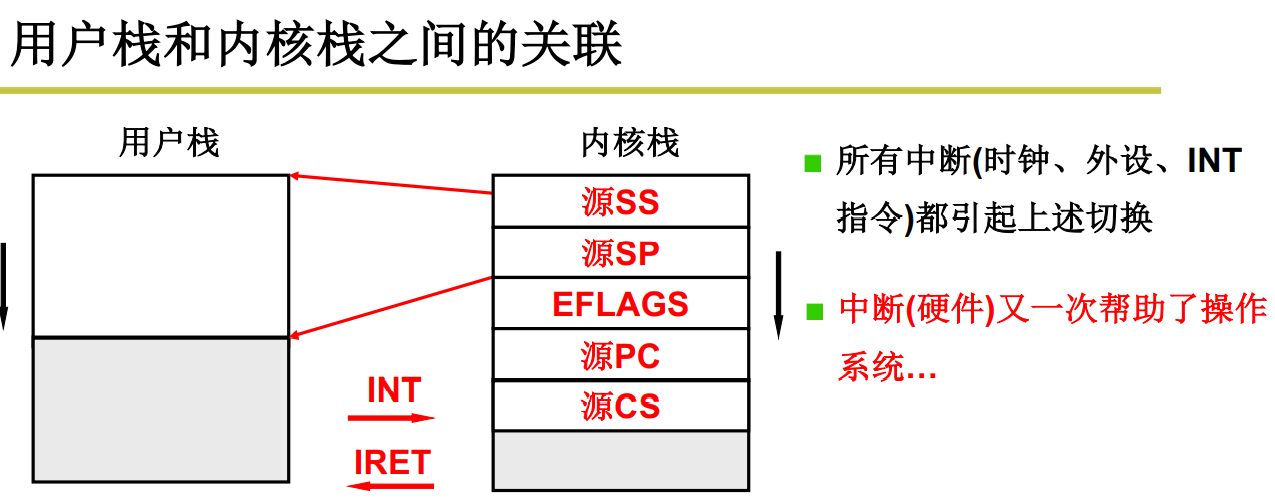 用户栈和内核栈之间的关联
用户栈
内核栈
源SS
源SP
EFLAGS
源PC
源CS
INT
IRET
所有中断(时钟、外设、INT
指令)都引起上述切换
中断(硬件)又一次帮助了操作
系统...